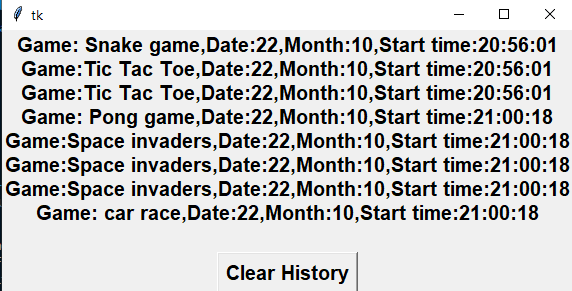 tk
Game: Snake game,Date:22,Month:10,Start time:20:56:01
Game:Tic Tac Toe,Date:22,Month:10,Start time:20:56:01
Game:Tic Tac Toe,Date:22,Month:10,Start time:20:56:01
Game: Pong game,Date:22,Month:10,Start time:21:00:18
Game:Space invaders,Date:22,Month:10,Start time:21:00:18
Game:Space invaders,Date:22,Month:10,Start time:21:00:18
Game:Space invaders,Date:22,Month:10,Start time:21:00:18
Game: car race,Date:22,Month:10,Start time:21:00:18
Clear History